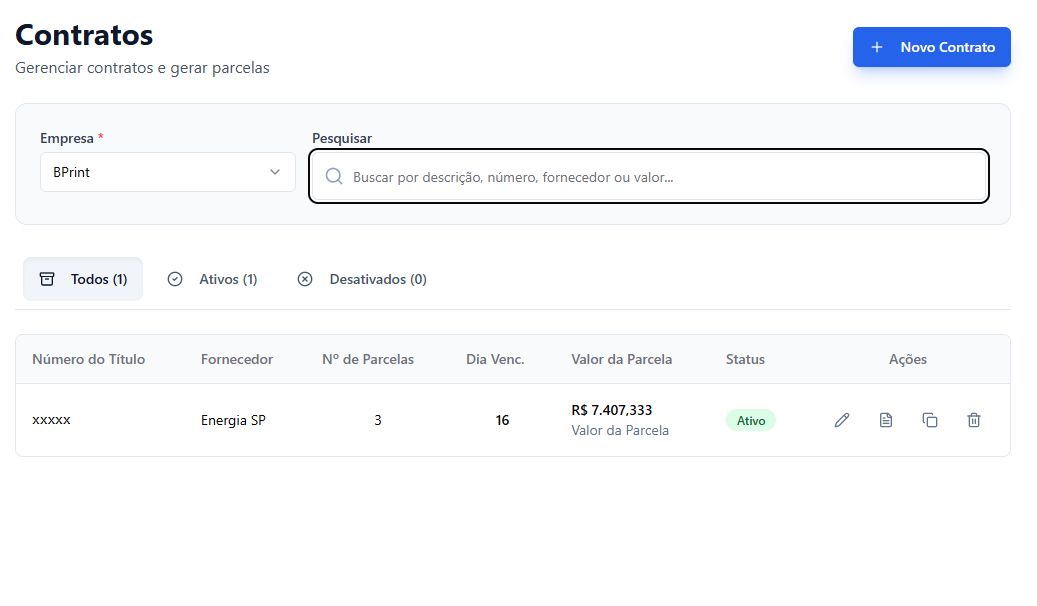 Contratos
Gerenciar contratos e gerar parcelas
Novo Contrato
Empresa *
Pesquisar
BPrint
Buscar por descrição, número, fornecedor ou valor...
Todos (1)
Ativos (1)
Desativados (0)
Número do Título Fornecedor Nº de Parcelas Dia Venc. Valor da Parcela Status Ações
xxxxx Energia SP 3 16 R$ 7.407,333 Ativo
Valor da Parcela